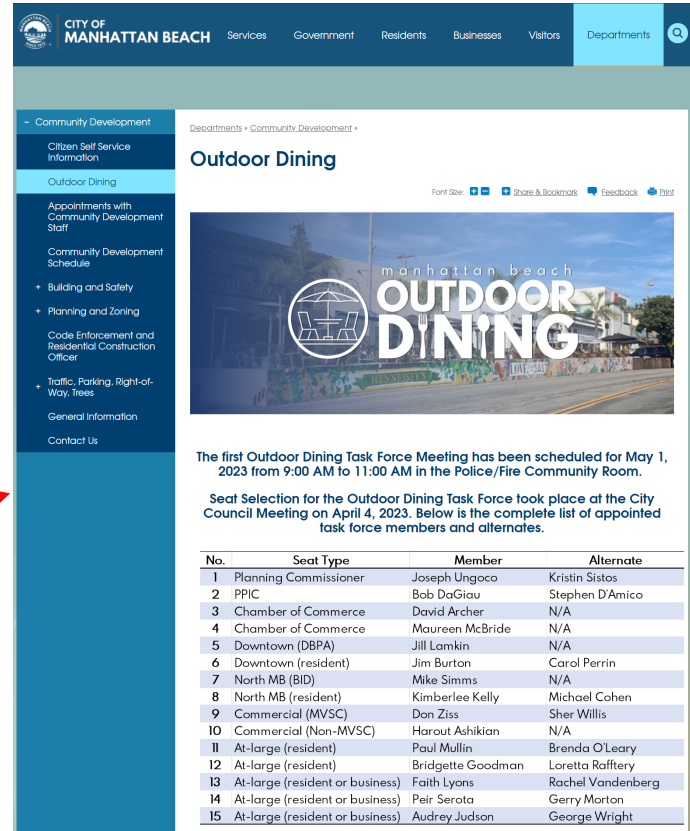 CITY OF
MANHATTAN BEACH
Services Government Residents Businesses Visitors Departments
- Community Development
Citizen Self Service
Information
Outdoor Dining
Appointments with
Community Development
Staff
Community Development
Schedule
+ Building and Safety
+ Planning and Zoning
Code Enforcement and
Residential Construction
Officer
+ Traffic, Parking, Right-of-
Way, Trees
General Information
Contact Us
Departments » Community Development »
Outdoor Dining
Font Size: + - + Share & Bookmark Feedback Print
manhattan beach
OUTDOOR
DINING
HENNESSEY
LOVE
The first Outdoor Dining Task Force Meeting has been scheduled for May 1,
2023 from 9:00 AM to 11:00 AM in the Police/Fire Community Room.
Seat Selection for the Outdoor Dining Task Force took place at the City
Council Meeting on April 4, 2023. Below is the complete list of appointed
task force members and alternates.
No. Seat Type Member Alternate
1 Planning Commissioner Joseph Ungoco Kristin Sistos
2 PPIC Bob DaGiau Stephen D'Amico
3 Chamber of Commerce David Archer N/A
4 Chamber of Commerce Maureen McBride N/A
5 Downtown (DBPA) Jill Lamkin N/A
6 Downtown (resident) Jim Burton Carol Perrin
7 North MB (BID) Mike Simms N/A
8 North MB (resident) Kimberlee Kelly Michael Cohen
9 Commercial (MVSC) Don Ziss Sher Willis
10 Commercial (Non-MVSC) Harout Ashikian N/A
11 At-large (resident) Paul Mullin Brenda O'Leary
12 At-large (resident) Bridgette Goodman Loretta Rafftery
13 At-large (resident or business) Faith Lyons Rachel Vandenberg
14 At-large (resident or business) Peir Serota Gerry Morton
15 At-large (resident or business) Audrey Judson George Wright